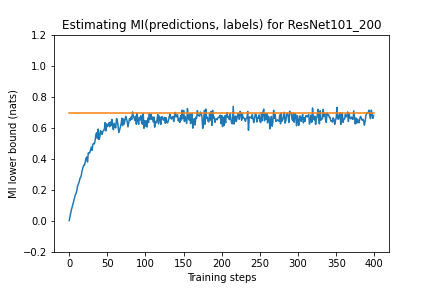 Estimating MI(predictions, labels) for ResNet101_200
MI lower bound (nats)
1.2
1.0
0.8
0.6
0.4
0.2
0.0
−0.2
0 50 100 150 200 250 300 350 400
Training steps